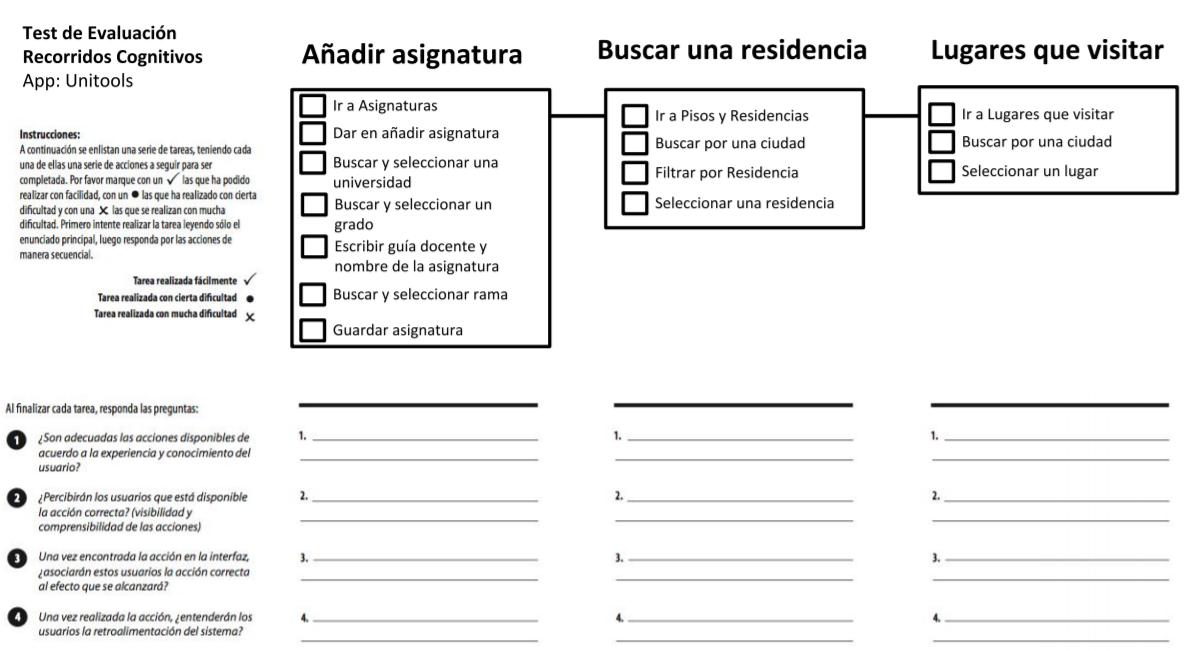 Test de Evaluación
Recorridos Cognitivos
App: Unitools
Instrucciones:
A continuación se enlistan una serie de tareas, teniendo cada
una de ellas una serie de acciones a seguir para ser
completada. Por favor marque con un ✓ las que ha podido
realizar con facilidad, con un ● las que ha realizado con cierta
dificultad y con una ✗ las que se realizan con mucha
dificultad. Primero intente realizar la tarea leyendo sólo el
enunciado principal, luego responda por las acciones de
manera secuencial.
Tarea realizada fácilmente ✓
Tarea realizada con cierta dificultad ●
Tarea realizada con mucha dificultad ✗
Añadir asignatura
Ir a Asignaturas
Dar en añadir asignatura
Buscar y seleccionar una
universidad
Buscar y seleccionar un
grado
Escribir guía docente y
nombre de la asignatura
Buscar y seleccionar rama
Guardar asignatura
Buscar una residencia
Ir a Pisos y Residencias
Buscar por una ciudad
Filtrar por Residencia
Seleccionar una residencia
Lugares que visitar
Ir a Lugares que visitar
Buscar por una ciudad
Seleccionar un lugar
Al finalizar cada tarea, responda las preguntas:
1 ¿Son adecuadas las acciones disponibles de
acuerdo a la experiencia y conocimiento del
usuario?
2 ¿Percibirán los usuarios que está disponible
la acción correcta? (visibilidad y
comprensibilidad de las acciones)
3 Una vez encontrada la acción en la interfaz,
¿asociarán estos usuarios la acción correcta
al efecto que se alcanzará?
4 Una vez realizada la acción, ¿entenderán los
usuarios la retroalimentación del sistema?
1.
2.
3.
4.
1.
2.
3.
4.
1.
2.
3.
4.